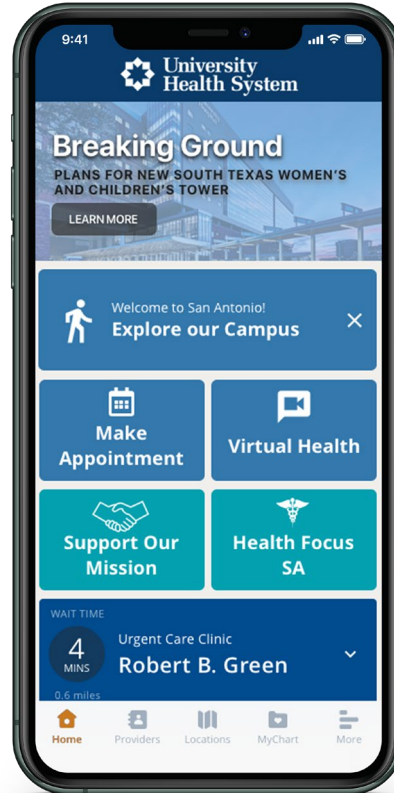 9:41
University
Health System
Breaking Ground
PLANS FOR NEW SOUTH TEXAS WOMEN'S
AND CHILDREN'S TOWER
LEARN MORE
Welcome to San Antonio!
Explore our Campus
Make
Appointment
Virtual Health
Support Our
Mission
Health Focus
SA
WAIT TIME
4
MINS
Urgent Care Clinic
Robert B. Green
0.6 miles
Home
Providers
Locations
MyChart
More